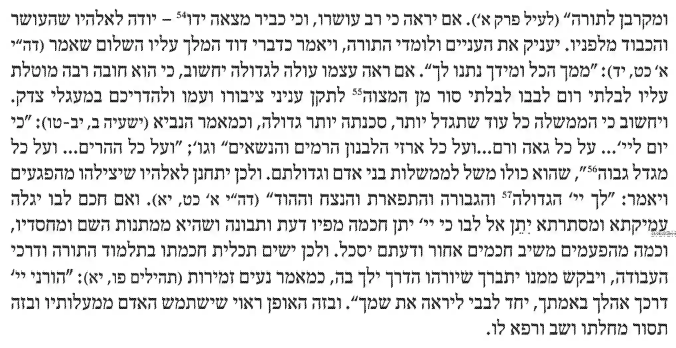 ומקרבן לתורה״ (לעיל פרק א׳). אם יראה כי רב עושרו, וכי כביר מצאה ידו54 – יודה לאלהיו שהעושר
והכבוד מלפניו. יעניק את העניים ולומדי התורה, ויאמר כדברי דוד המלך עליו השלום שאמר (דה״י
א׳ כט, יד): ״ממך הכל ומידך נתנו לך״. אם ראה עצמו עולה לגדולה יחשוב, כי הוא חובה רבה מוטלת
עליו לבלתי רום לבבו לבלתי סור מן המצוה55 לתקן עניני ציבורו ועמו ולהדריכם במעגלי צדק.
ויחשוב כי הממשלה כל עוד שתגדל יותר, סכנתה יותר גדולה, וכמאמר הנביא (ישעיה ב, יב-טו): ״כי
יום ליי׳... על כל גאה ורם...ועל כל ארזי הלבנון הרמים והנשאים״ וגו׳; ״ועל כל ההרים... ועל כל
מגדל גבוה56״, שהוא כולו משל לממשלות בני אדם וגדולתם. ולכן יתחנן לאלהיו שיצילהו מהפגעים
ויאמר: ״לך יי׳ הגדולה57 והגבורה והתפארת והנצח וההוד״ (דה״י א׳ כט, יא). ואם חכם לבו יגלה
עמיקתא ומסתרתא יִתֵן אל לבו כי יי׳ יתן חכמה מפיו דעת ותבונה ושהיא ממתנות השם ומחסדיו,
וכמה מהפעמים משיב חכמים אחור ודעתם יסכל. ולכן ישים תכלית חכמתו בתלמוד התורה ודרכי
העבודה, ויבקש ממנו יתברך שיורהו הדרך ילך בה, כמאמר נעים זמירות (תהילים פו, יא): ״הורני יי׳
דרכך אהלך באמתך, יחד לבבי ליראה את שמך״. ובזה האופן ראוי שישתמש האדם ממעלותיו ובזה
תסור מחלתו ושב ורפא לו.